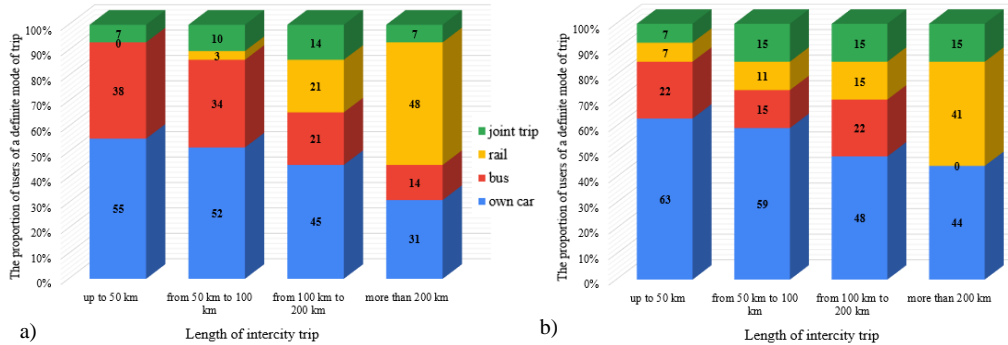 The proportion of users of a definite mode of trip
100%
90%
80%
70%
60%
50%
40%
30%
20%
10%
0%
7
0
38
55
10
3
34
52
14
21
21
45
7
48
14
31
up to 50 km
from 50 km to 100
km
from 100 km to
200 km
more than 200 km
Length of intercity trip
a)
joint trip
rail
bus
own car
The proportion of users of a definite mode of trip
100%
90%
80%
70%
60%
50%
40%
30%
20%
10%
0%
7
7
22
63
15
11
15
59
15
15
22
48
15
41
0
44
up to 50 km
from 50 km to 100
km
from 100 km to
200 km
more than 200 km
Length of intercity trip
b)